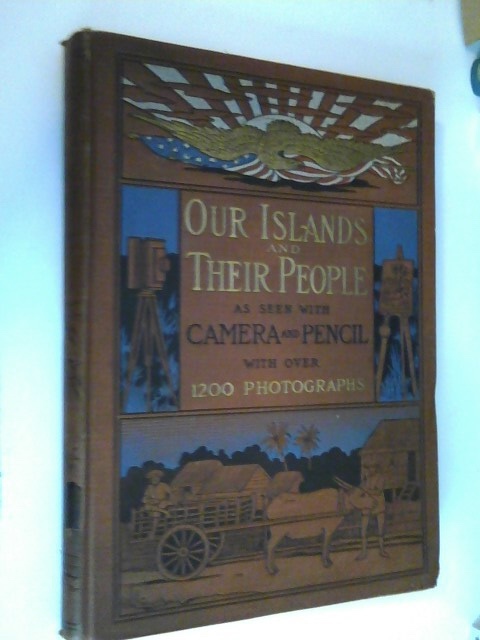 OUR ISLANDS
AND
THEIR PEOPLE
AS SEEN WITH
CAMERA AND PENCIL
WITH OVER
1200 PHOTOGRAPHS